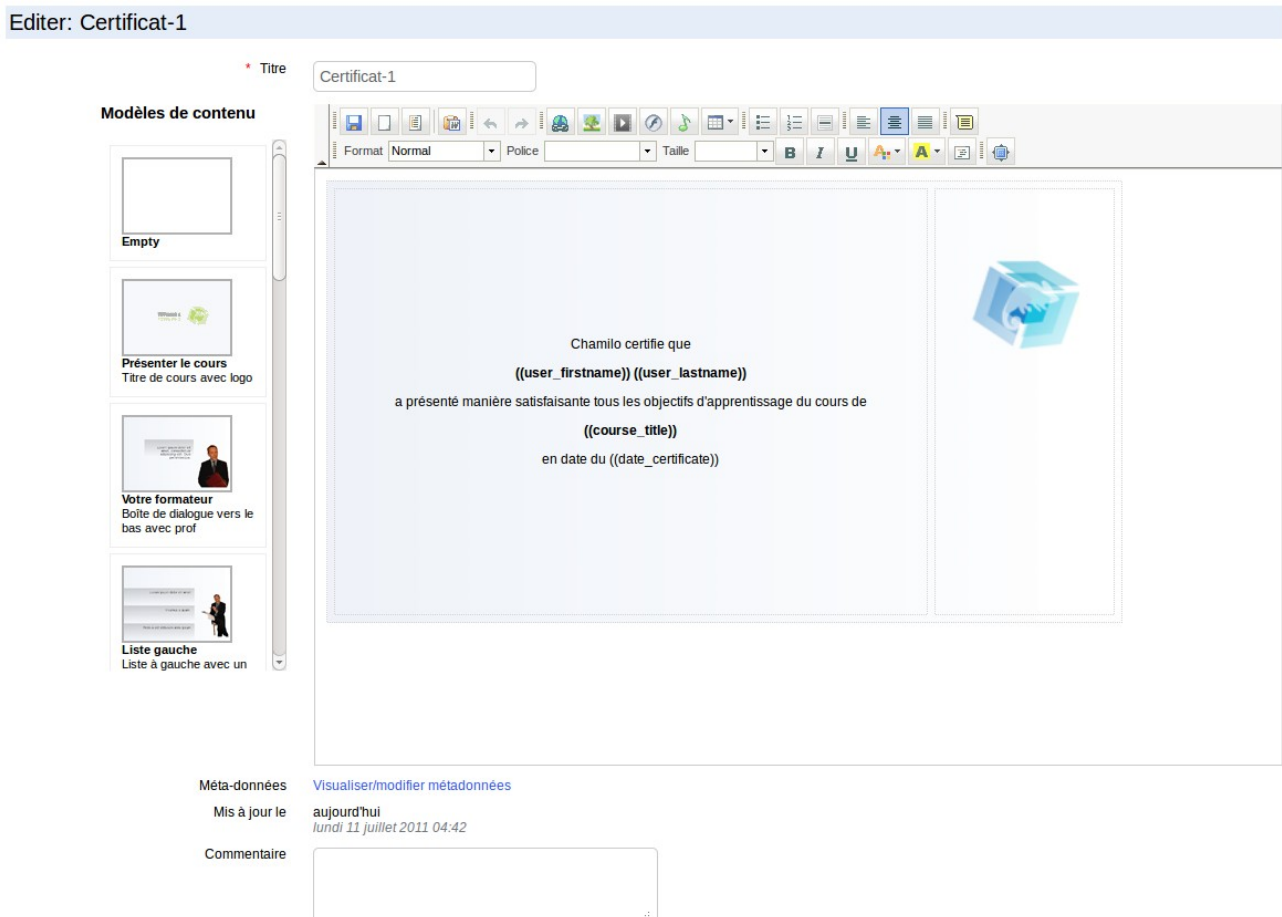 Editer: Certificat-1
* Titre
Certificat-1
Modèles de contenu
Format Normal Police Taille
B I U A A
Empty
Présenter le cours
Titre de cours avec logo
Votre formateur
Boîte de dialogue vers le
bas avec prof
Liste gauche
Liste à gauche avec un
Chamilo certifie que
((user_firstname)) ((user_lastname))
a présenté manière satisfaisante tous les objectifs d'apprentissage du cours de
((course_title))
en date du ((date_certificate))
Méta-données Visualiser/modifier métadonnées
Mis à jour le aujourd'hui
lundi 11 juillet 2011 04:42
Commentaire